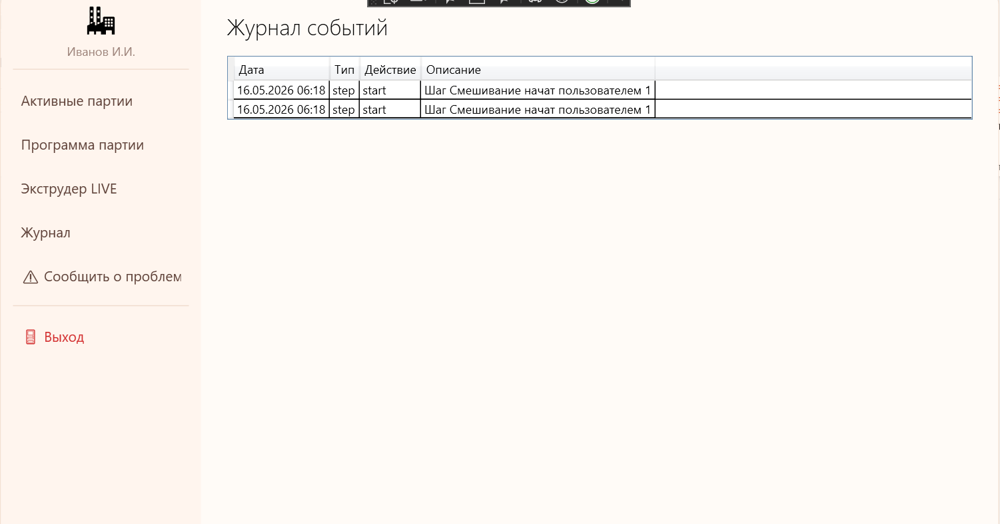 Иванов И.И.
Активные партии
Программа партии
Экструдер LIVE
Журнал
Сообщить о проблем
Выход
Журнал событий
Дата Тип Действие Описание
16.05.2026 06:18 step start Шаг Смешивание начат пользователем 1
16.05.2026 06:18 step start Шаг Смешивание начат пользователем 1